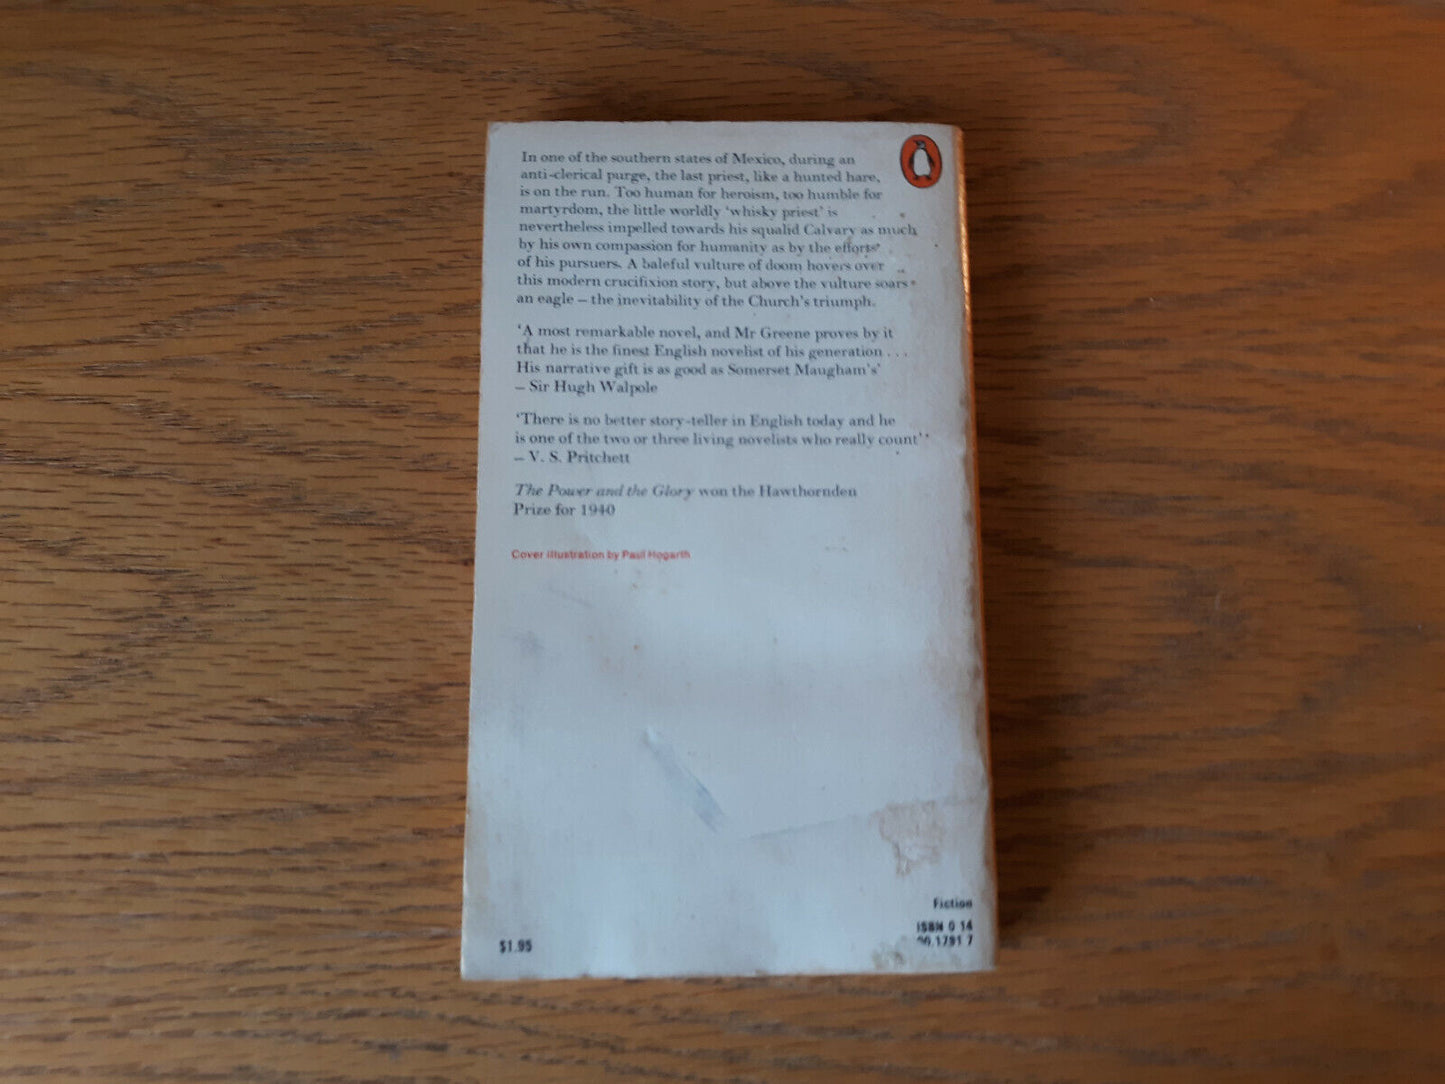 In one of the southern states of Mexico, during an
anti-clerical purge, the last priest, like a hunted hare,
is on the run. Too human for heroism, too humble for
martyrdom, the little worldly ‘whisky priest’ is
nevertheless impelled towards his squalid Calvary as much
by his own compassion for humanity as by the efforts
of his pursuers. A baleful vulture of doom hovers over
this modern crucifixion story, but above the vulture soars
an eagle – the inevitability of the Church's triumph.
‘A most remarkable novel, and Mr Greene proves by it
that he is the finest English novelist of his generation . . .
His narrative gift is as good as Somerset Maugham's’
– Sir Hugh Walpole
‘There is no better story-teller in English today and he
is one of the two or three living novelists who really count’
– V. S. Pritchett
The Power and the Glory won the Hawthornden
Prize for 1940
Cover illustration by Paul Hogarth
Fiction
ISBN 0 14
1791 7
$1.95